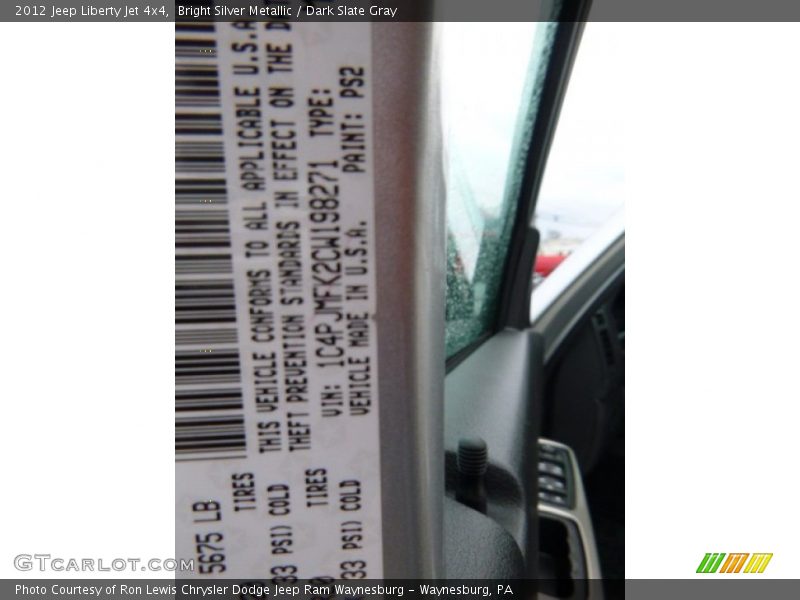 2012 Jeep Liberty Jet 4x4, Bright Silver Metallic / Dark Slate Gray
THIS VEHICLE CONFORMS TO ALL APPLICABLE U.S.A
THEFT PREVENTION STANDARDS IN EFFECT ON THE
VIN: 1C4PJMFK2CW198271 TYPE:
VEHICLE MADE IN U.S.A. PAINT: PS2
5675 LB
TIRES
33 PSI) COLD
TIRES
33 PSI) COLD
GTCarLot.com
Photo Courtesy of Ron Lewis Chrysler Dodge Jeep Ram Waynesburg - Waynesburg, PA